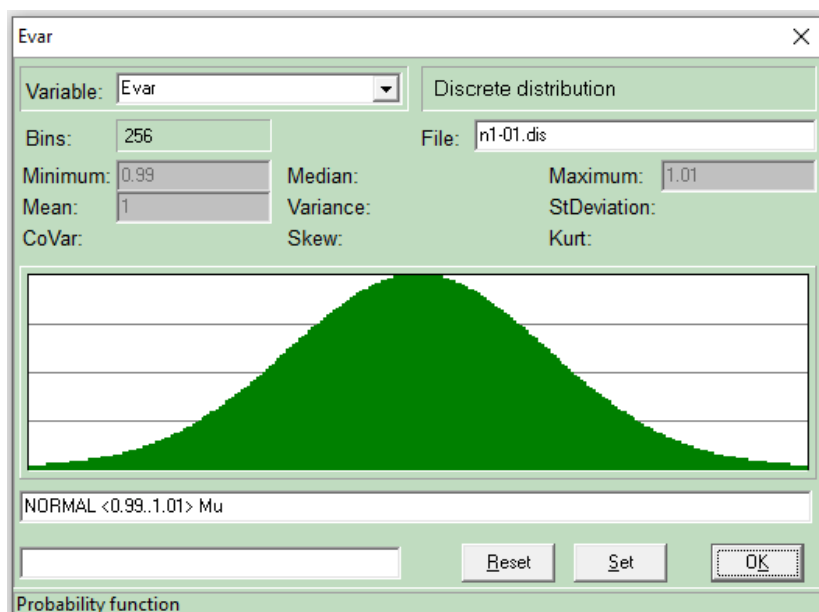 Evar
Variable: Evar Discrete distribution
Bins: 256 File: n1-01.dis
Minimum: 0.99 Median: Maximum: 1.01
Mean: 1 Variance: StDeviation:
CoVar: Skew: Kurt:
NORMAL <0.99..1.01> Mu
Reset Set OK
Probability function